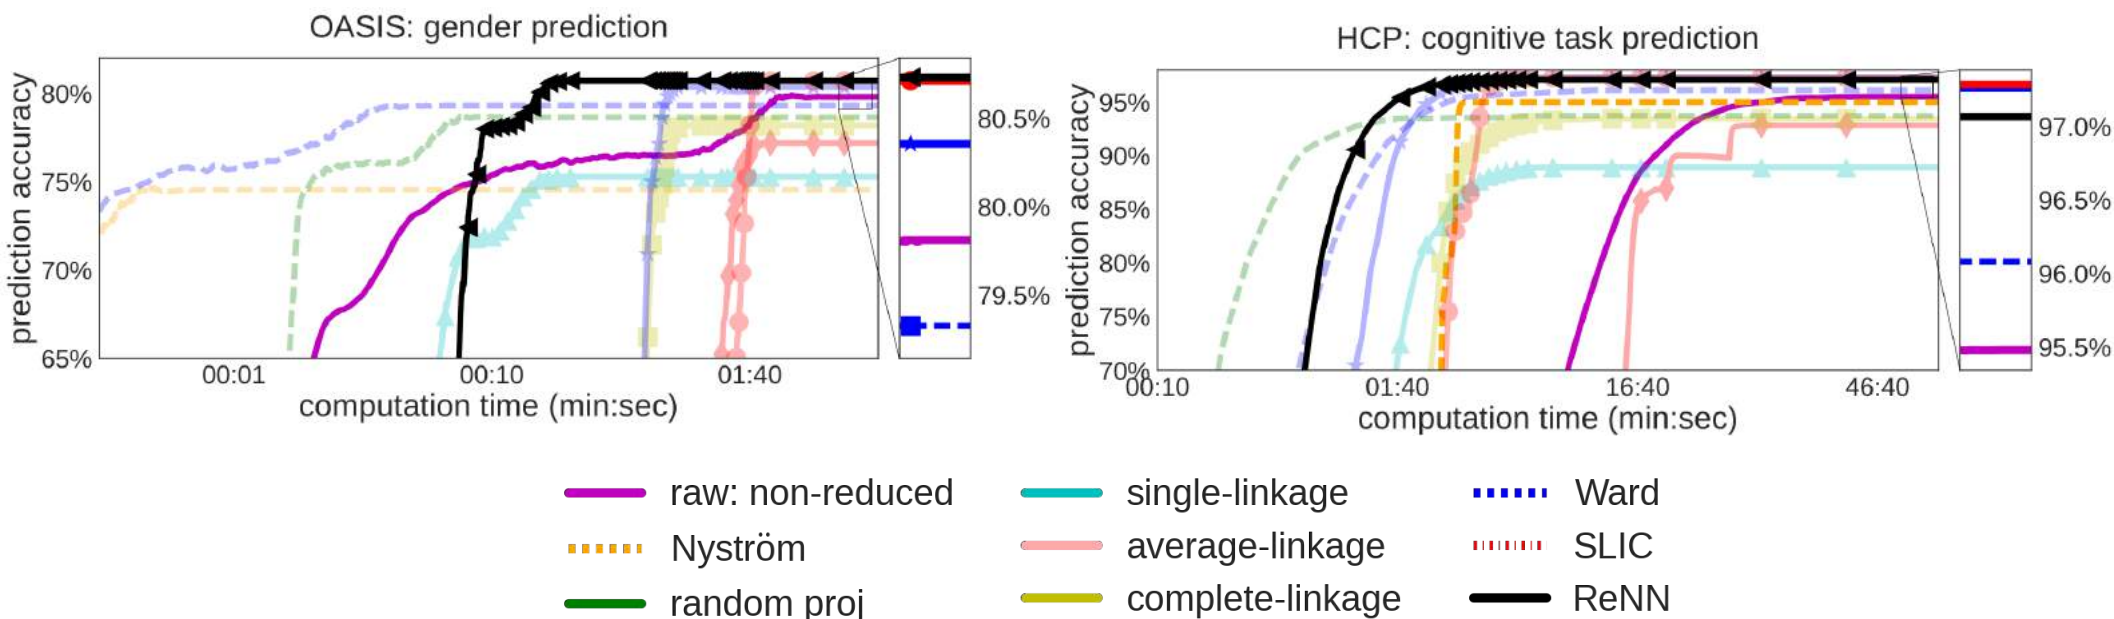 OASIS: gender prediction
prediction accuracy
80%
75%
70%
65%
00:01
00:10
01:40
computation time (min:sec)
80.5%
80.0%
79.5%
HCP: cognitive task prediction
prediction accuracy
95%
90%
85%
80%
75%
70%
00:10
01:40
16:40
46:40
computation time (min:sec)
97.0%
96.5%
96.0%
95.5%
raw: non-reduced
Nyström
random proj
single-linkage
average-linkage
complete-linkage
Ward
SLIC
ReNN